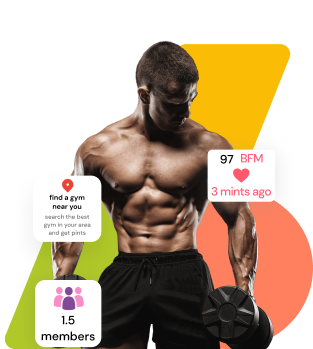 97 BFM
3 mints ago
find a gym
near you
search the best
gym in your area
and get pints
1.5
members